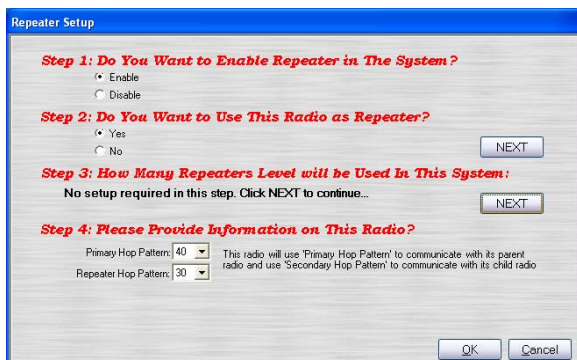 Repeater Setup
Step 1: Do You Want to Enable Repeater in The System?
Enable
Disable
Step 2: Do You Want to Use This Radio as Repeater?
Yes
No
NEXT
Step 3: How Many Repeaters Level will be Used In This System:
No setup required in this step. Click NEXT to continue...
NEXT
Step 4: Please Provide Information on This Radio?
Primary Hop Pattern: 40
Repeater Hop Pattern: 30
This radio will use 'Primary Hop Pattern' to communicate with its parent
radio and use 'Secondary Hop Pattern' to communicate with its child radio
OK
Cancel